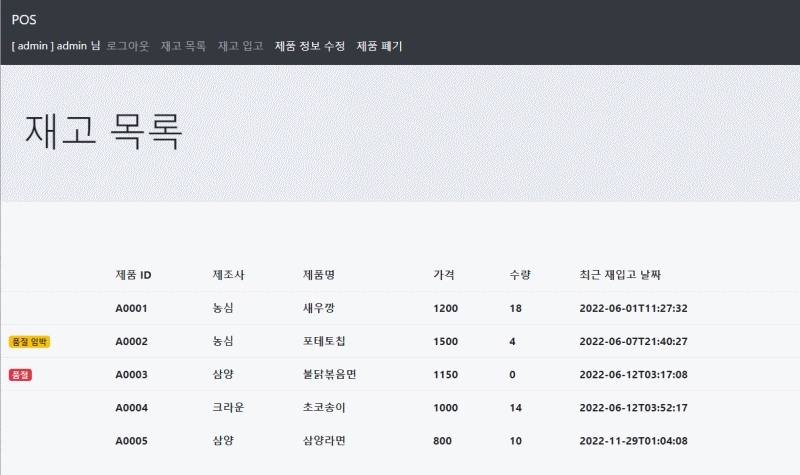 POS
[ admin ] admin 님 로그아웃 재고 목록 재고 입고 제품 정보 수정 제품 폐기
재고 목록
제품 ID 제조사 제품명 가격 수량 최근 재입고 날짜
A0001 농심 새우깡 1200 18 2022-06-01T11:27:32
품절 임박 A0002 농심 포테토칩 1500 4 2022-06-07T21:40:27
품절 A0003 삼양 불닭볶음면 1150 0 2022-06-12T03:17:08
A0004 크라운 초코송이 1000 14 2022-06-12T03:52:17
A0005 삼양 삼양라면 800 10 2022-11-29T01:04:08